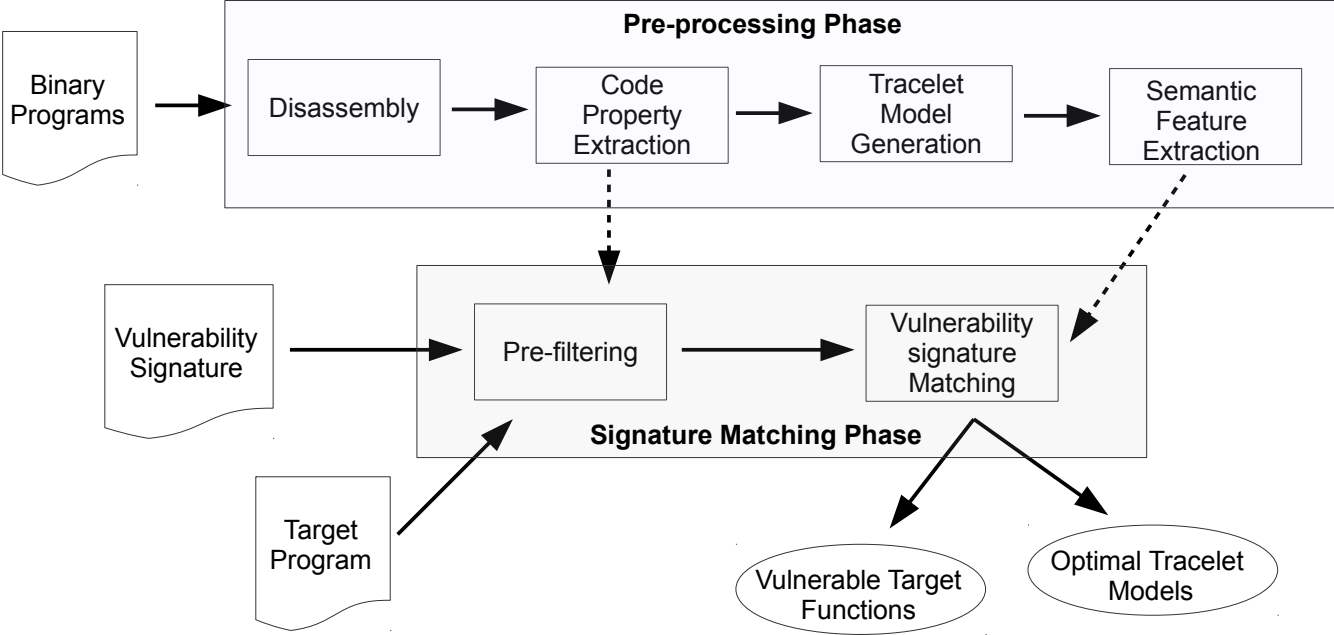 Pre-processing Phase
Binary
Programs
Disassembly
Code
Property
Extraction
Tracelet
Model
Generation
Semantic
Feature
Extraction
Vulnerability
Signature
Pre-filtering
Vulnerability
signature
Matching
Signature Matching Phase
Target
Program
Vulnerable Target
Functions
Optimal Tracelet
Models